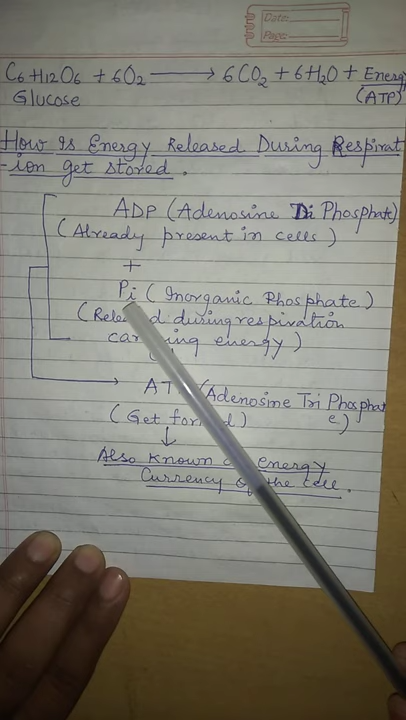 Date:
Page:
C6H12O6 + 6O2 ⟶ 6CO2 + 6H2O + Energy
Glucose (ATP)
How Is Energy Released During Respirat
-ion get stored.
ADP (Adenosine Di Phosphate)
(Already present in cells)
+
Pi (Inorganic Phosphate)
during respiration
energy)
(Adenosine Tri Phosphat
(Get e)
Also known energy
Currency of the cell.